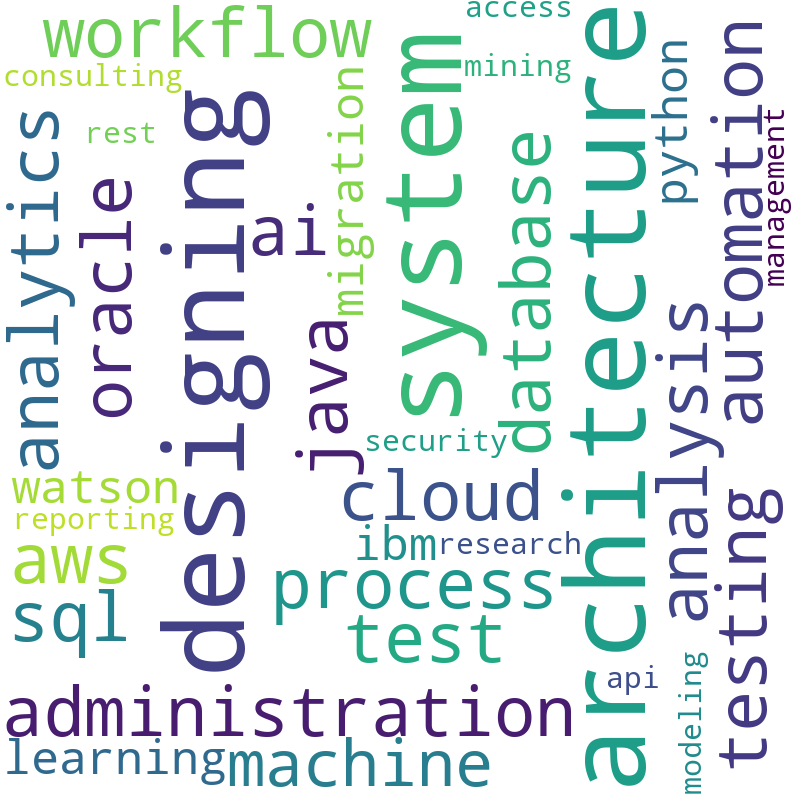 workflow
access
consulting
mining
rest
analytics
oracle
designing
ai
migration
java
system
database
architecture
python
automation
management
security
analysis
watson
reporting
cloud
ibm
research
aws
process
sql
test
testing
api
modeling
administration
learning
machine